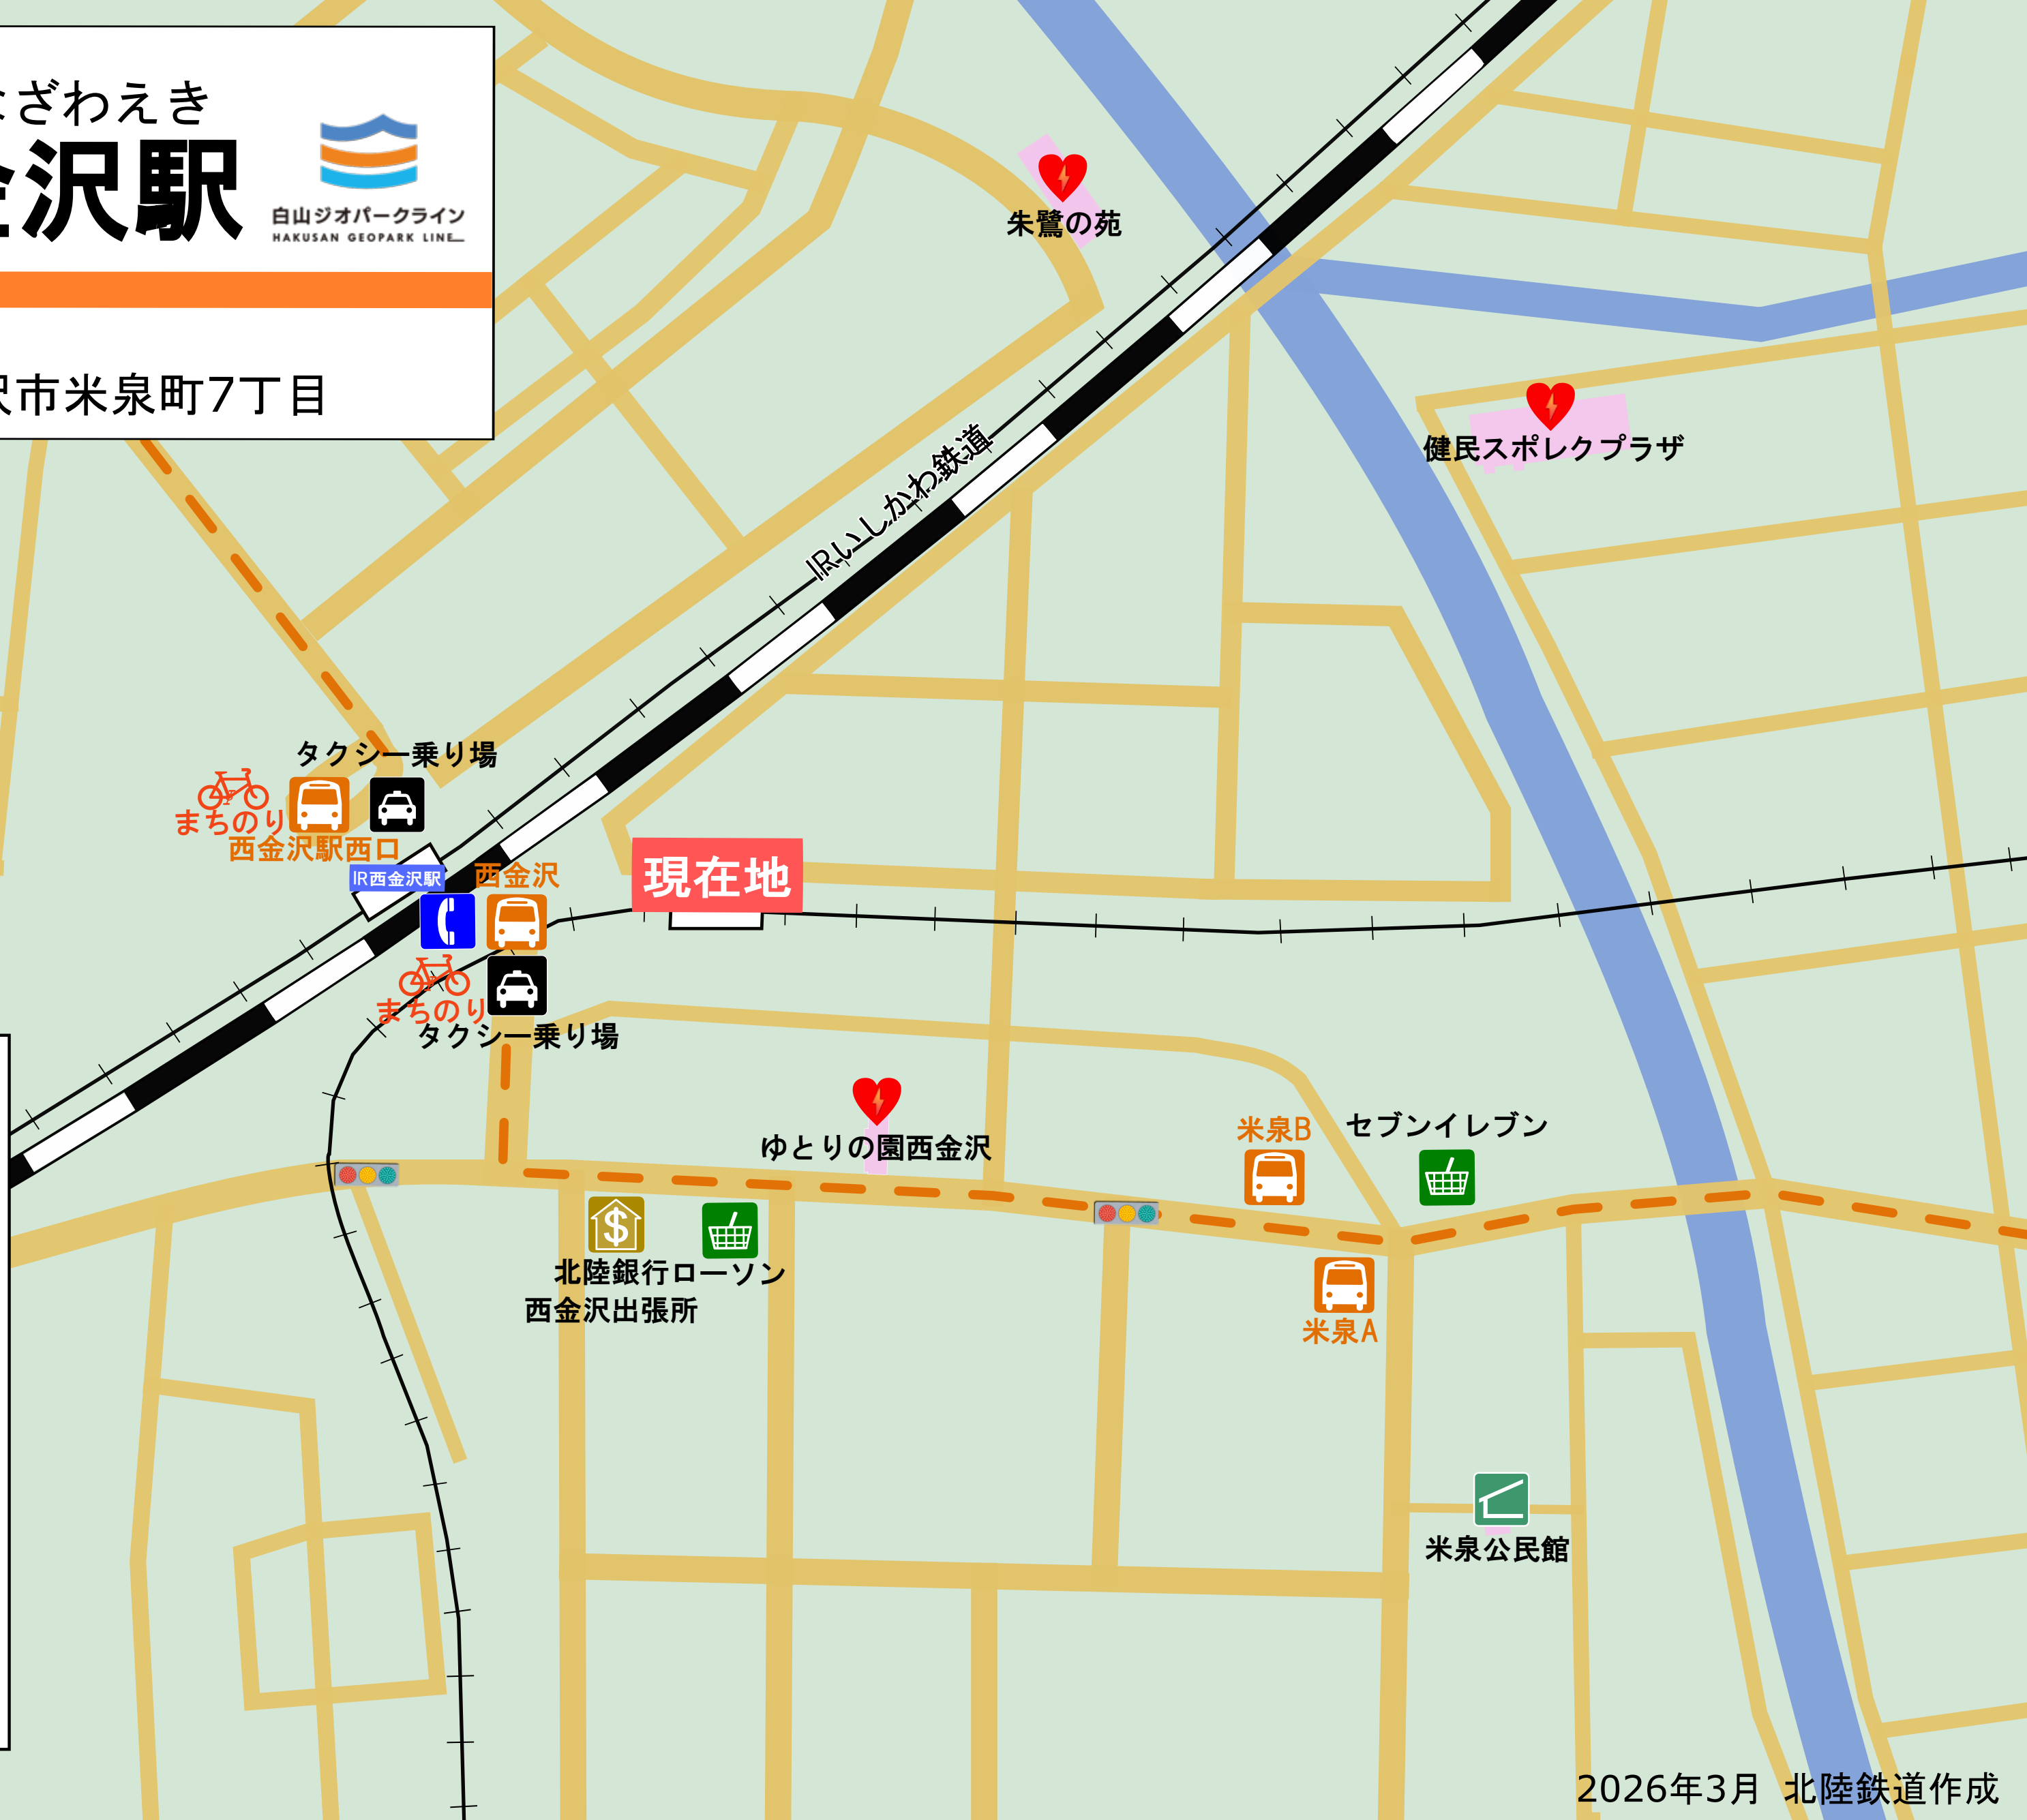 ざわえき
沢駅
白山ジオパークライン
HAKUSAN GEOPARK LINE
市米泉町7丁目
朱鷺の苑
健民スポレクプラザ
IRいしかわ鉄道
タクシー乗り場
まちのり
西金沢駅西口
IR西金沢駅
西金沢
現在地
まちのり
タクシー乗り場
ゆとりの園西金沢
米泉B
セブンイレブン
$
北陸銀行
西金沢出張所
ローソン
米泉A
米泉公民館
2026年3月 北陸鉄道作成